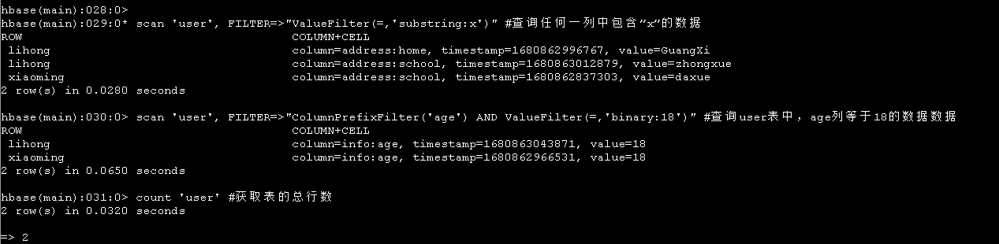 hbase(main):028:0>
hbase(main):029:0* scan 'user', FILTER=>"ValueFilter(=,'substring:x')" #查询任何一列中包含”x”的数据
ROW                    COLUMN+CELL
 lihong                column=address:home, timestamp=1680862996767, value=GuangXi
 lihong                column=address:school, timestamp=1680863012879, value=zhongxue
 xiaoming              column=address:school, timestamp=1680862837303, value=daxue
2 row(s) in 0.0280 seconds
hbase(main):030:0> scan 'user', FILTER=>"ColumnPrefixFilter('age') AND ValueFilter(=,'binary:18')" #查询user表中，age列等于18的数据数据
ROW                    COLUMN+CELL
 lihong                column=info:age, timestamp=1680863043871, value=18
 xiaoming              column=info:age, timestamp=1680862966531, value=18
2 row(s) in 0.0650 seconds
hbase(main):031:0> count 'user' #获取表的总行数
2 row(s) in 0.0320 seconds
=> 2